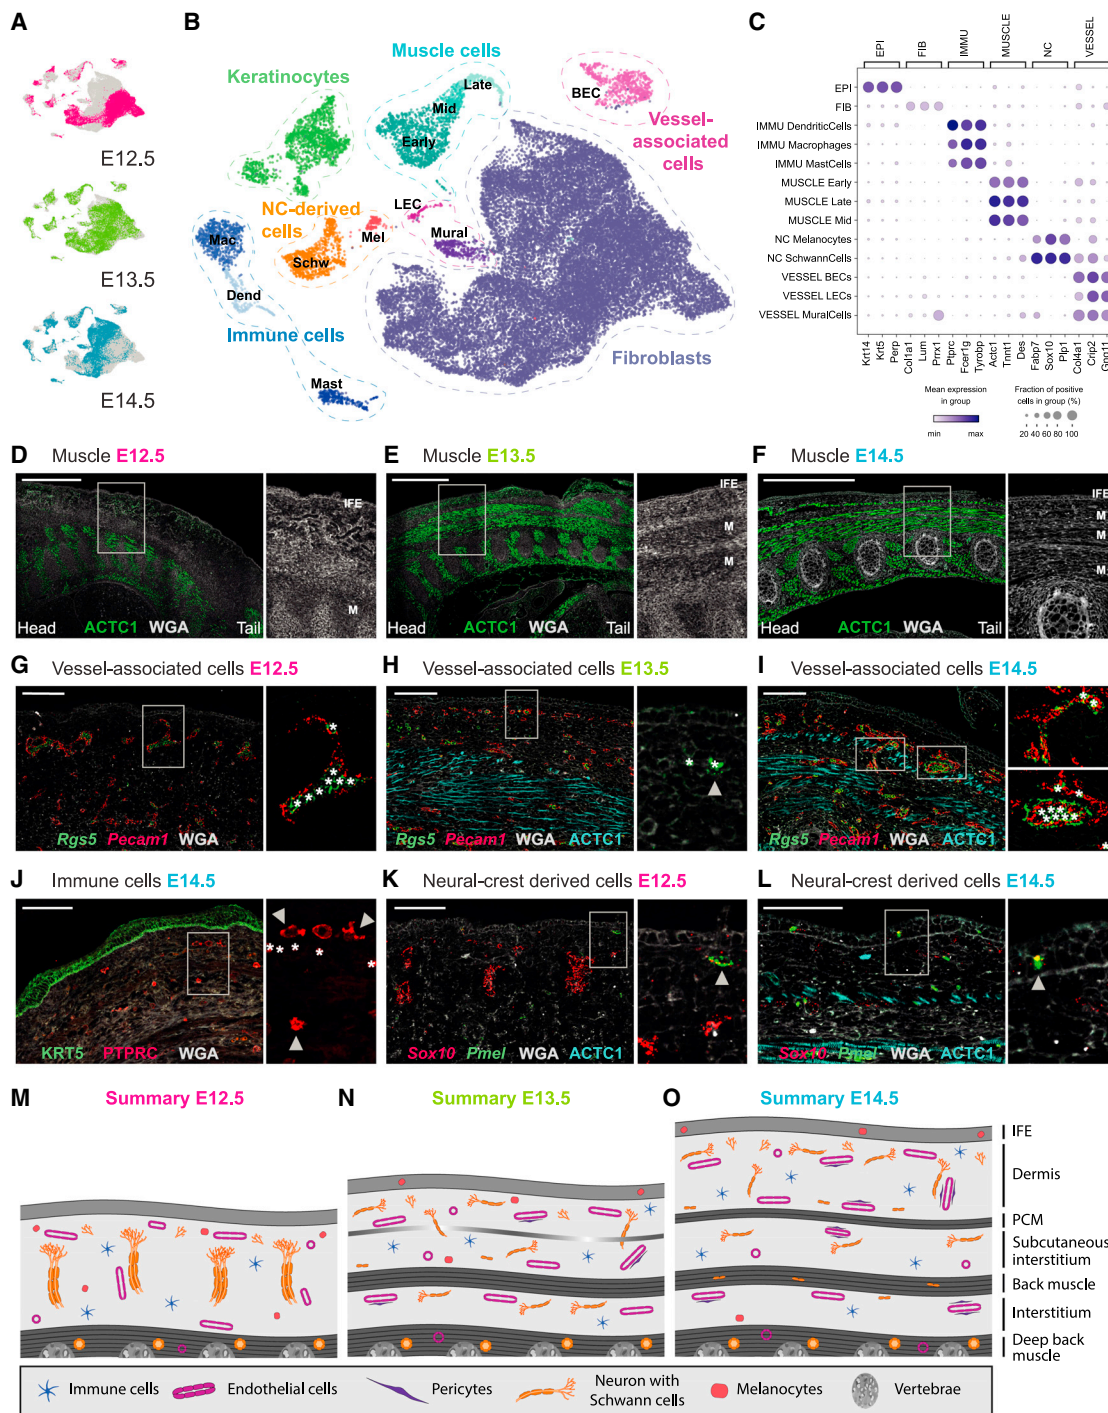 A
E12.5
E13.5
E14.5
B
Muscle cells
Keratinocytes
Late
Mid
Early
BEC
Vessel-
associated
cells
NC-derived
cells
LEC
Mel
Mural
Mac
Schw
Dend
Immune cells
Mast
Fibroblasts
C
EPI
FIB
IMMU
MUSCLE
NC
VESSEL
EPI
FIB
IMMU DendriticCells
IMMU Macrophages
IMMU MastCells
MUSCLE Early
MUSCLE Late
MUSCLE Mid
NC Melanocytes
NC SchwannCells
VESSEL BECs
VESSEL LECs
VESSEL MuralCells
Krt14
Krt5
Perp
Col1a1
Lum
Prrx1
Ptprc
Fcer1g
Tyrobp
Actc1
Tnnt1
Des
Fabp7
Sox10
Plp1
Col4a1
Crip2
Gng11
Mean expression
in group
min max
Fraction of positive
cells in group (%)
20 40 60 80 100
D Muscle E12.5
IFE
M
Head ACTC1 WGA Tail
E Muscle E13.5
IFE
M
M
Head ACTC1 WGA Tail
F Muscle E14.5
IFE
M
M
M
Head ACTC1 WGA Tail
G Vessel-associated cells E12.5
Rgs5 Pecam1 WGA
H Vessel-associated cells E13.5
Rgs5 Pecam1 WGA ACTC1
I Vessel-associated cells E14.5
Rgs5 Pecam1 WGA ACTC1
J Immune cells E14.5
KRT5 PTPRC WGA
K Neural-crest derived cells E12.5
Sox10 Pmel WGA ACTC1
L Neural-crest derived cells E14.5
Sox10 Pmel WGA ACTC1
M Summary E12.5
N Summary E13.5
O Summary E14.5
IFE
Dermis
PCM
Subcutaneous
interstitium
Back muscle
Interstitium
Deep back
muscle
Immune cells
Endothelial cells
Pericytes
Neuron with
Schwann cells
Melanocytes
Vertebrae